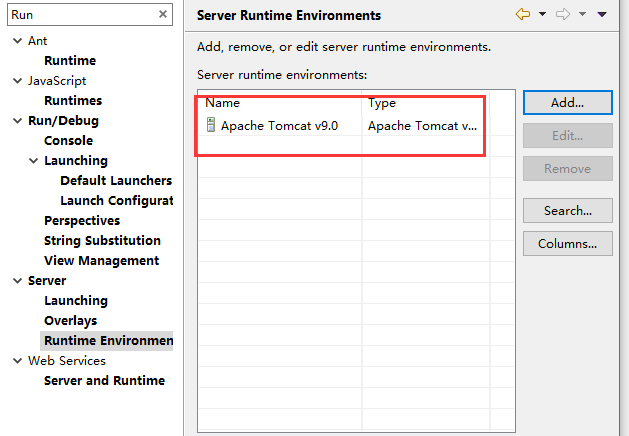 Run
Ant
Runtime
JavaScript
Runtimes
Run/Debug
Console
Launching
Default Launchers
Launch Configurat
Perspectives
String Substitution
View Management
Server
Launching
Overlays
Runtime Environmen
Web Services
Server and Runtime
Server Runtime Environments
Add, remove, or edit server runtime environments.
Server runtime environments:
Name Type
Apache Tomcat v9.0 Apache Tomcat v...
Add...
Edit...
Remove
Search...
Columns...